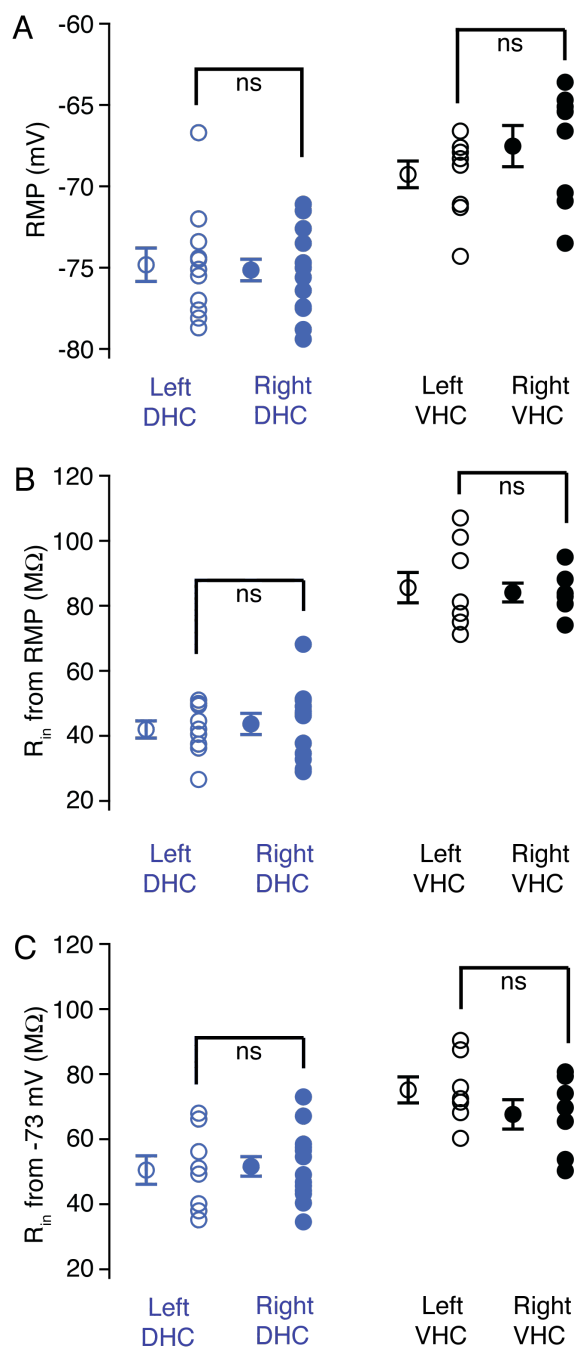 A
RMP (mV)
-60
-65
-70
-75
-80
ns
ns
Left
DHC
Right
DHC
Left
VHC
Right
VHC
B
Rin from RMP (MΩ)
120
100
80
60
40
20
ns
ns
Left
DHC
Right
DHC
Left
VHC
Right
VHC
C
Rin from -73 mV (MΩ)
120
100
80
60
40
20
ns
ns
Left
DHC
Right
DHC
Left
VHC
Right
VHC